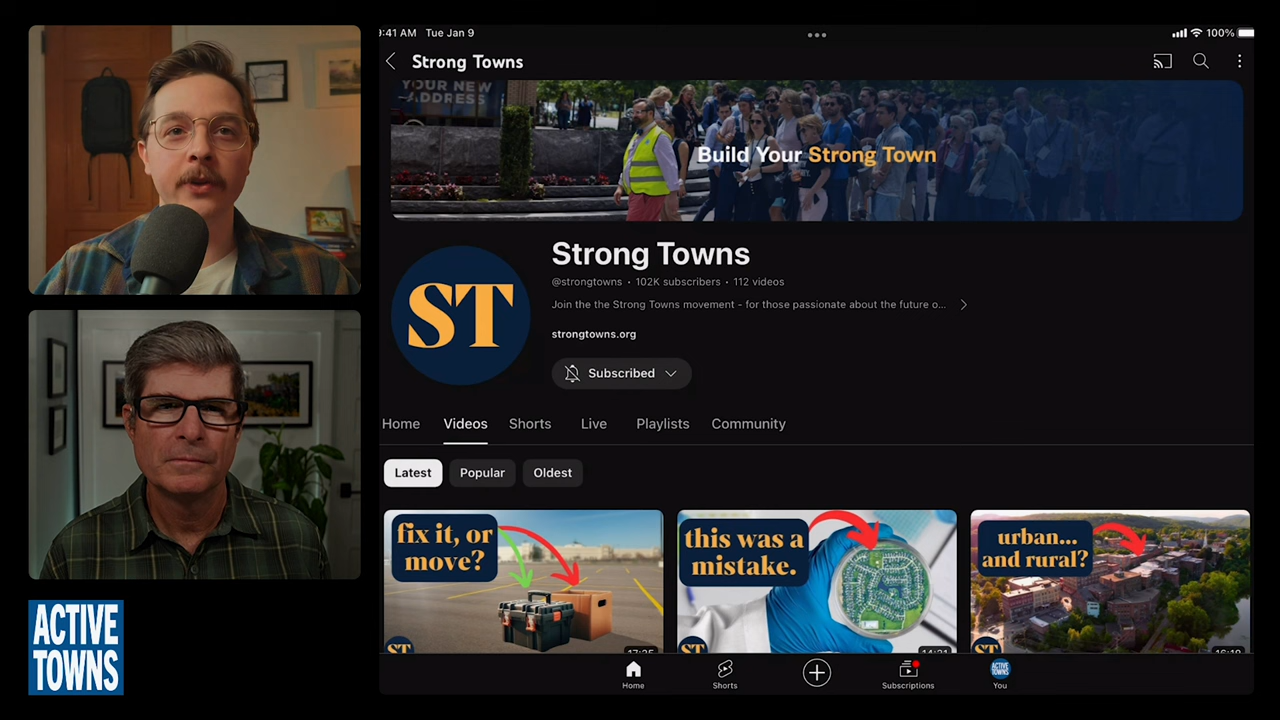 :41 AM Tue Jan 9
100%
Strong Towns
YOUR NEW
ADDRESS
Build Your Strong Town
ST
Strong Towns
@strongtowns • 102K subscribers • 112 videos
Join the the Strong Towns movement - for those passionate about the future o...
strongtowns.org
Subscribed
Home Videos Shorts Live Playlists Community
Latest Popular Oldest
fix it, or
move?
this was a
mistake.
urban...
and rural?
ST
ST
ST
ACTIVE
TOWNS
Home
Shorts
Subscriptions
ACTIVE
TOWNS
You